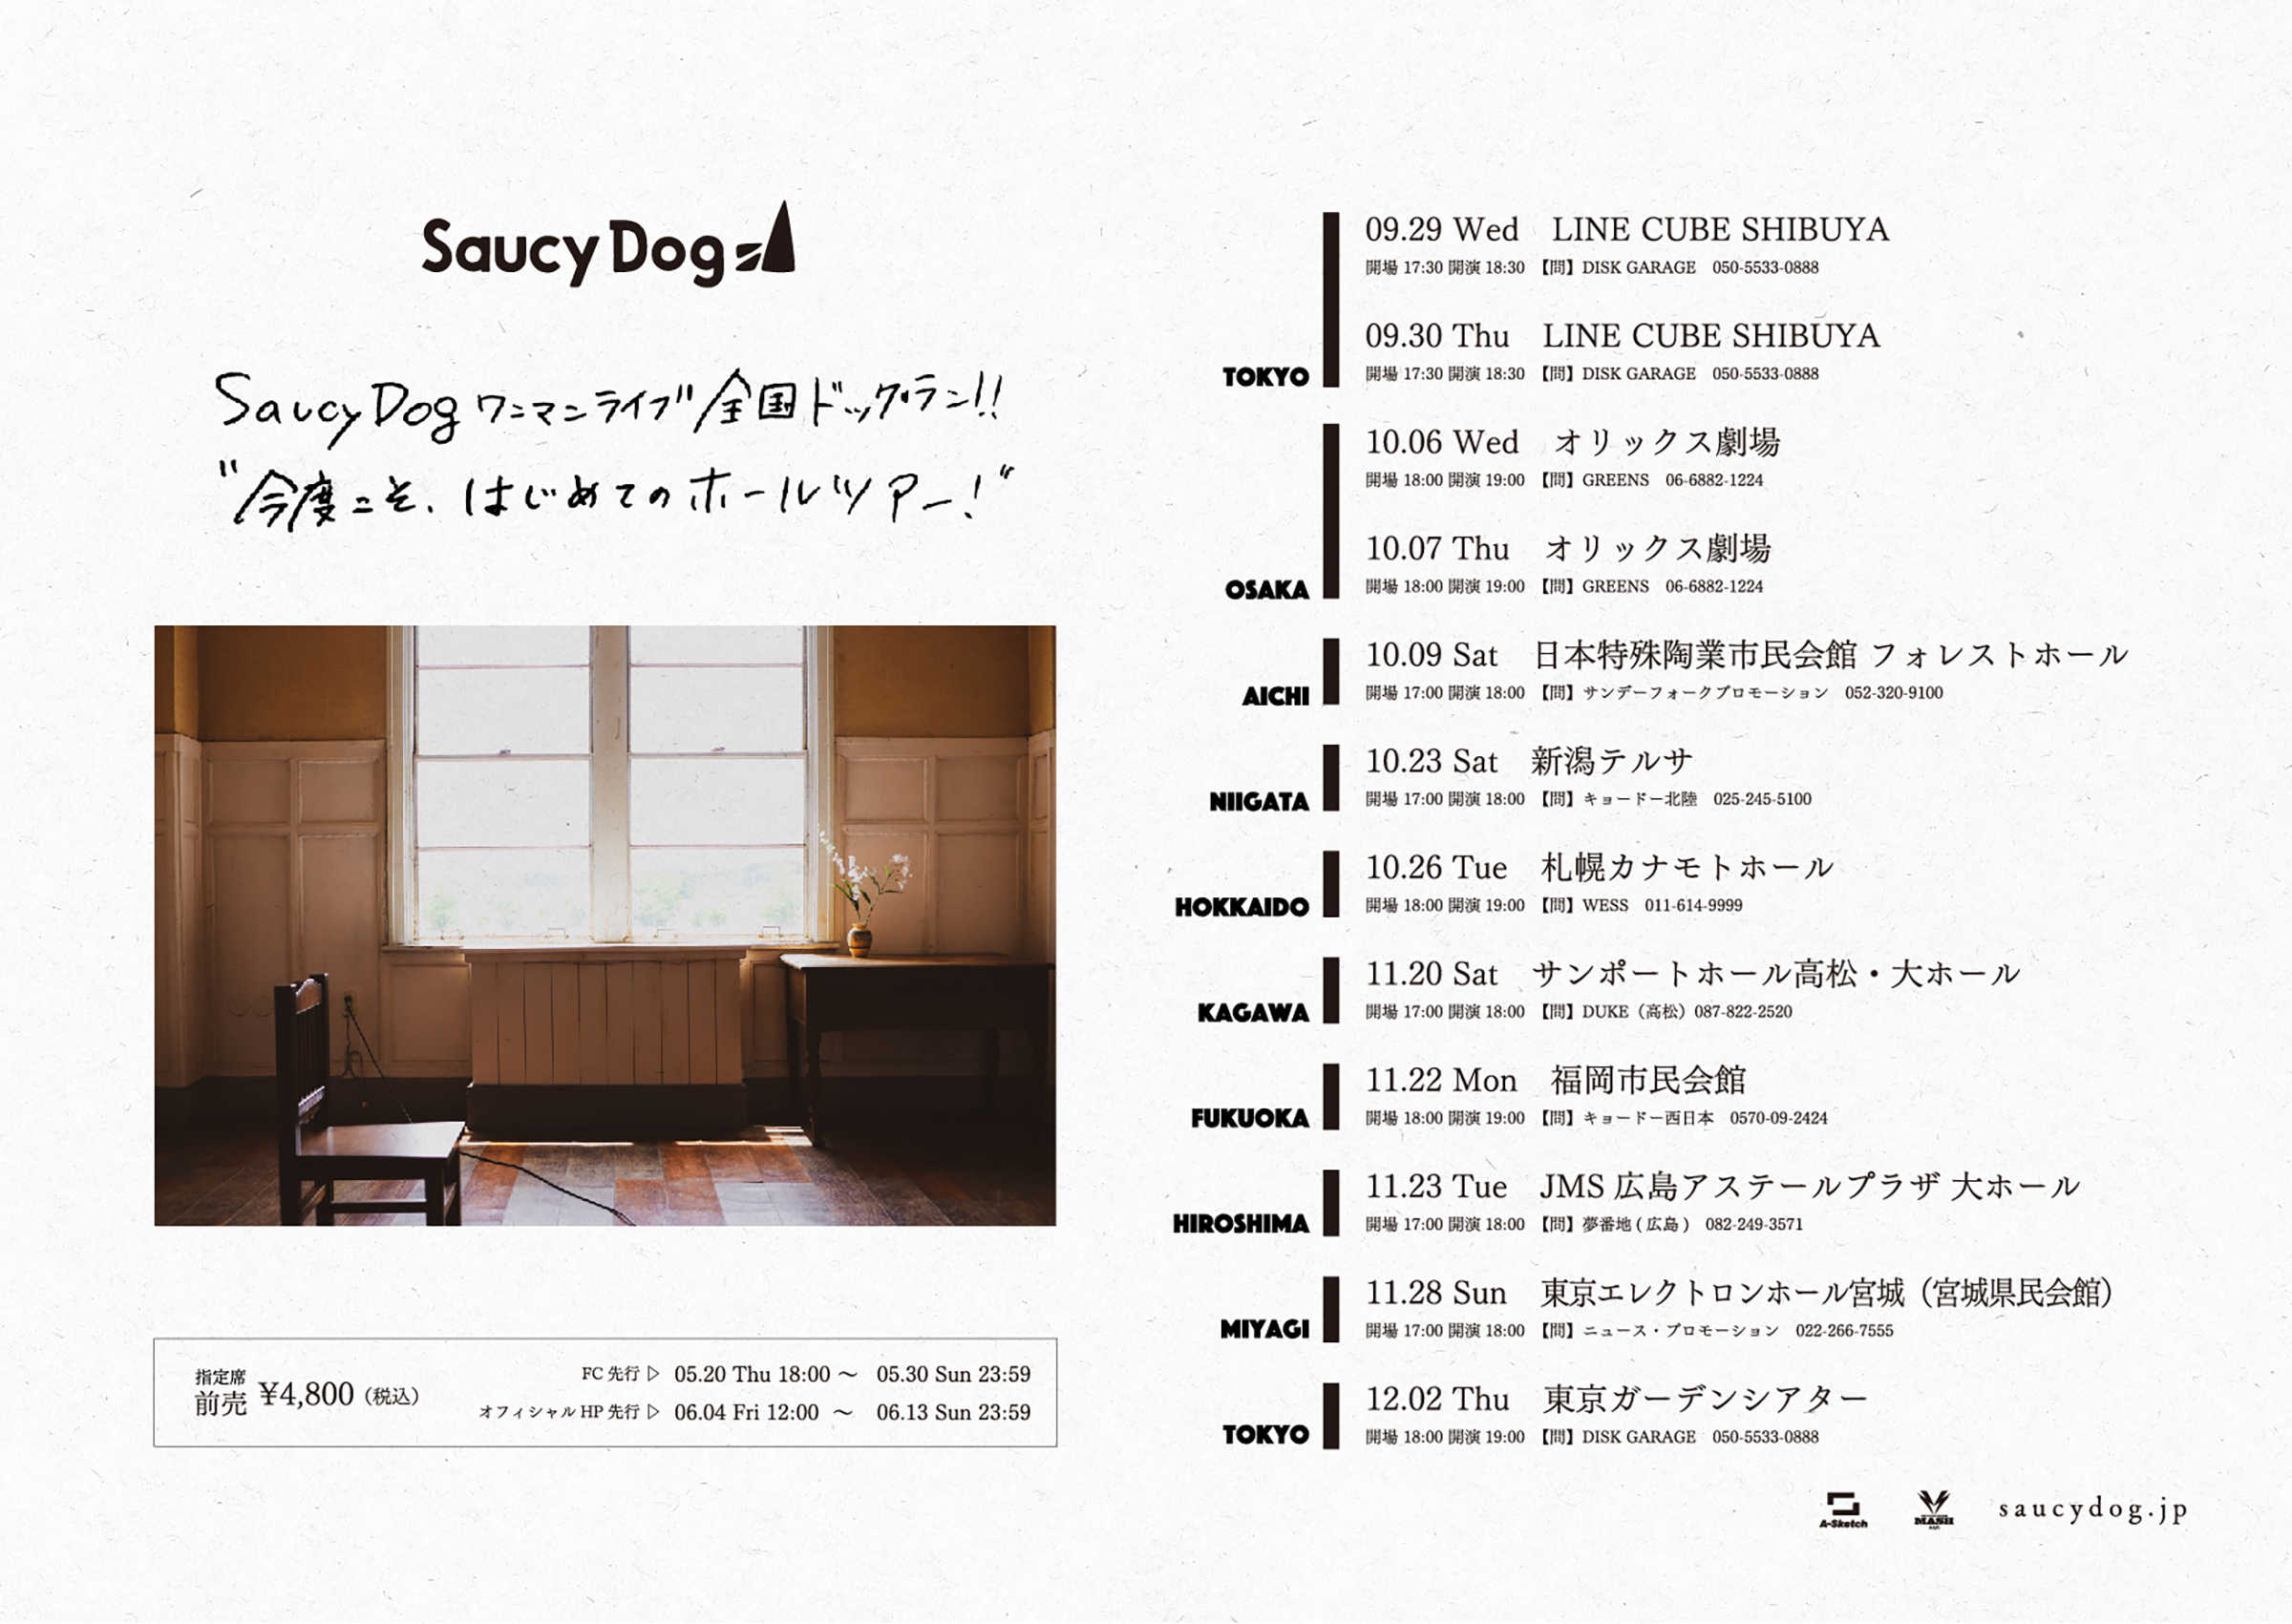 Saucy Dog
Saucy Dog ワンマンライブ 全国ドッグラン!!
"今度こそ、はじめてのホールツアー!"
指定席
前売 ¥4,800（税込）
FC 先行 ▷ 05.20 Thu 18:00 〜 05.30 Sun 23:59
オフィシャル HP 先行 ▷ 06.04 Fri 12:00 〜 06.13 Sun 23:59
TOKYO
09.29 Wed LINE CUBE SHIBUYA
開場 17:30 開演 18:30 【問】DISK GARAGE 050-5533-0888
09.30 Thu LINE CUBE SHIBUYA
開場 17:30 開演 18:30 【問】DISK GARAGE 050-5533-0888
OSAKA
10.06 Wed オリックス劇場
開場 18:00 開演 19:00 【問】GREENS 06-6882-1224
10.07 Thu オリックス劇場
開場 18:00 開演 19:00 【問】GREENS 06-6882-1224
AICHI
10.09 Sat 日本特殊陶業市民会館 フォレストホール
開場 17:00 開演 18:00 【問】サンデーフォークプロモーション 052-320-9100
NIIGATA
10.23 Sat 新潟テルサ
開場 17:00 開演 18:00 【問】キョードー北陸 025-245-5100
HOKKAIDO
10.26 Tue 札幌カナモトホール
開場 18:00 開演 19:00 【問】WESS 011-614-9999
KAGAWA
11.20 Sat サンポートホール高松・大ホール
開場 17:00 開演 18:00 【問】DUKE（高松）087-822-2520
FUKUOKA
11.22 Mon 福岡市民会館
開場 18:00 開演 19:00 【問】キョードー西日本 0570-09-2424
HIROSHIMA
11.23 Tue JMS 広島アステールプラザ 大ホール
開場 17:00 開演 18:00 【問】夢番地 ( 広島 ) 082-249-3571
MIYAGI
11.28 Sun 東京エレクトロンホール宮城（宮城県民会館）
開場 17:00 開演 18:00 【問】ニュース・プロモーション 022-266-7555
TOKYO
12.02 Thu 東京ガーデンシアター
開場 18:00 開演 19:00 【問】DISK GARAGE 050-5533-0888
A-Sketch
MASH
saucydog.jp